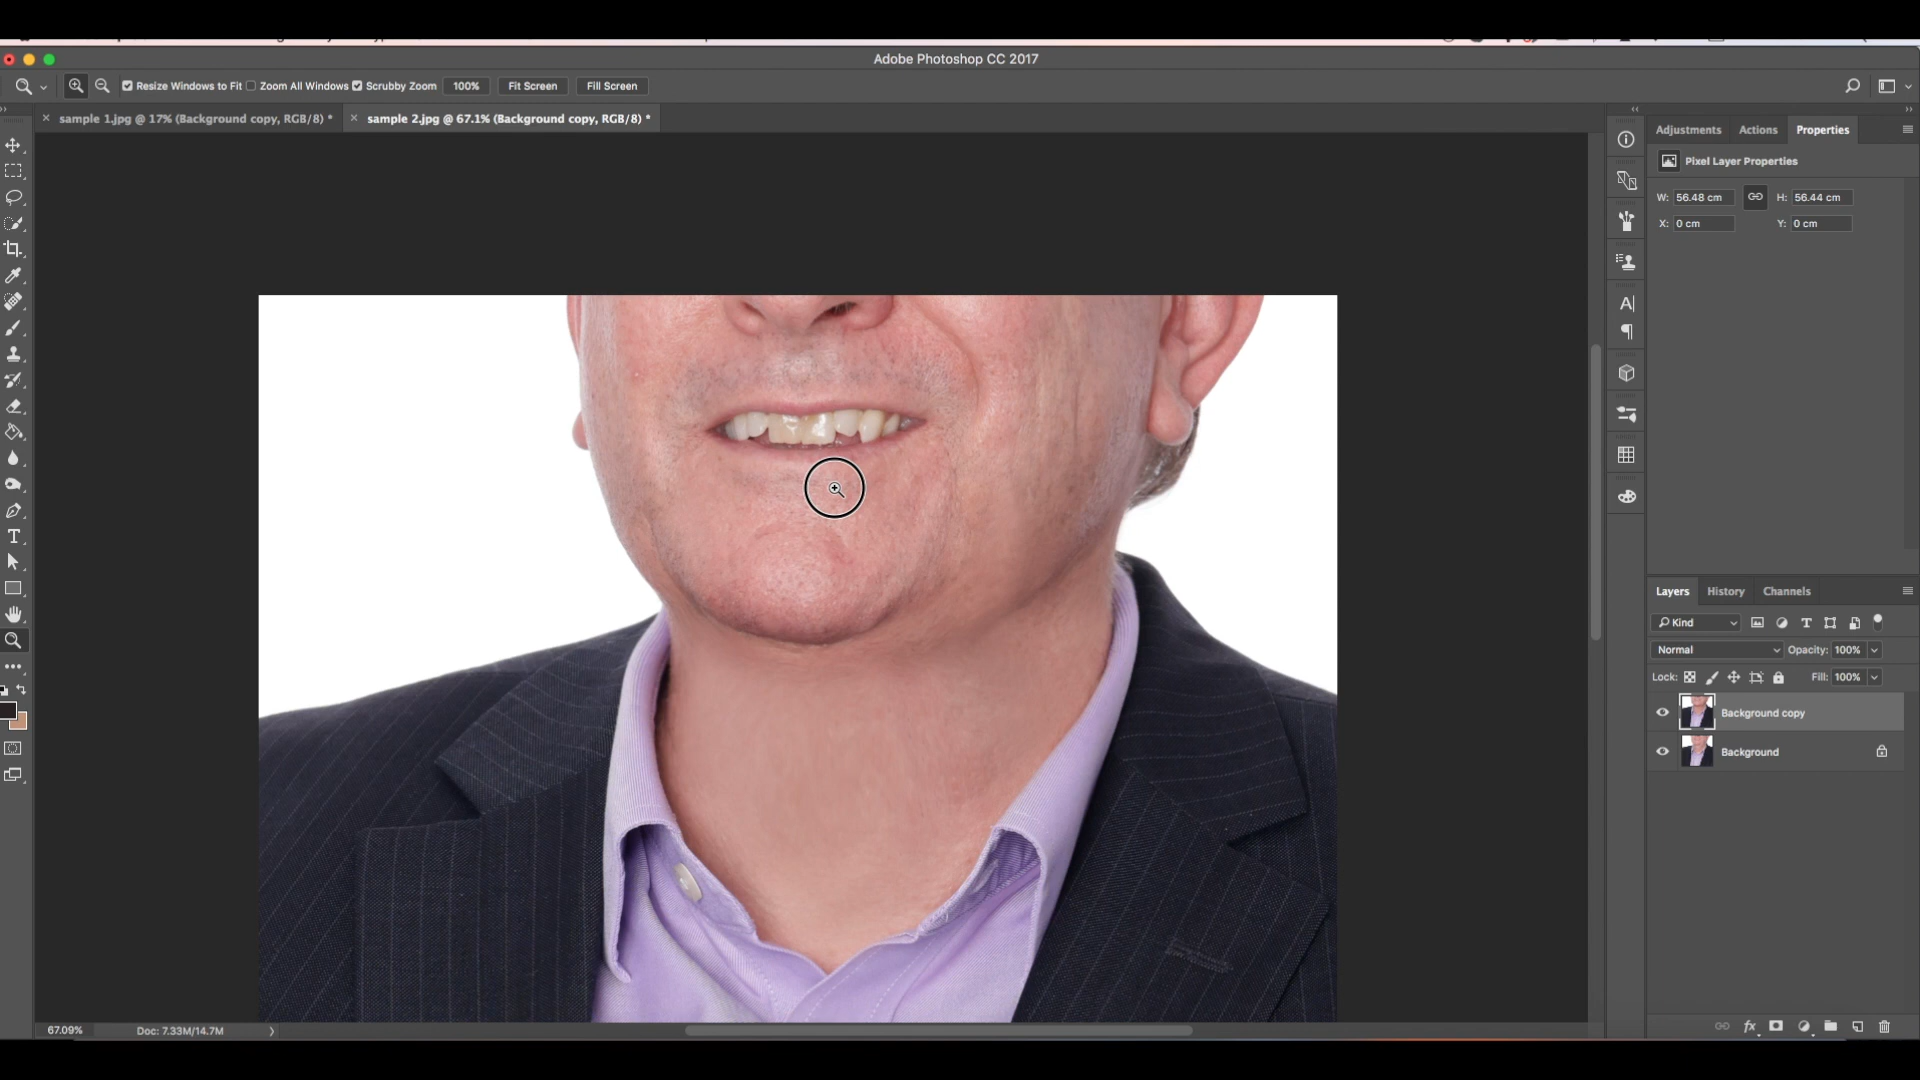 Adobe Photoshop CC 2017
Resize Windows to Fit Zoom All Windows Scrubby Zoom 100% Fit Screen Fill Screen
sample 1.jpg @ 17% (Background copy, RGB/8) * sample 2.jpg @ 67.1% (Background copy, RGB/8) *
Adjustments Actions Properties
Pixel Layer Properties
W: 56.48 cm H: 56.44 cm
X: 0 cm Y: 0 cm
Layers History Channels
Kind
Normal Opacity: 100%
Lock: Fill: 100%
Background copy
Background
67.09% Doc: 7.33M/14.7M